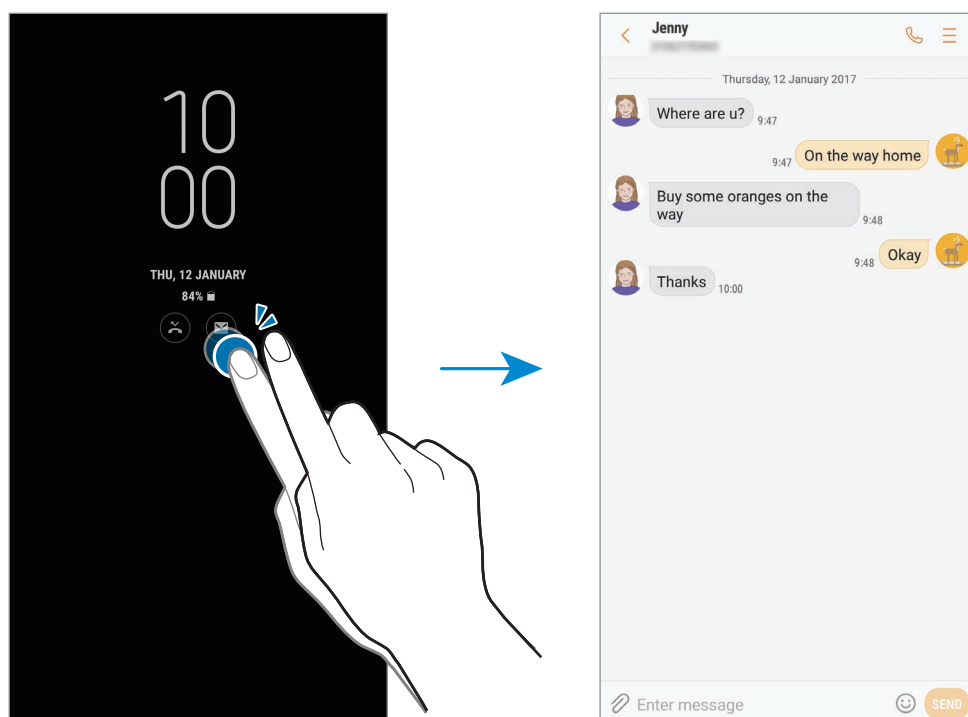 10
00
THU, 12 JANUARY
84%
Jenny
Thursday, 12 January 2017
Where are u?
9:47
9:47
On the way home
Buy some oranges on the
way
9:48
9:48
Okay
Thanks
10:00
Enter message
SEND